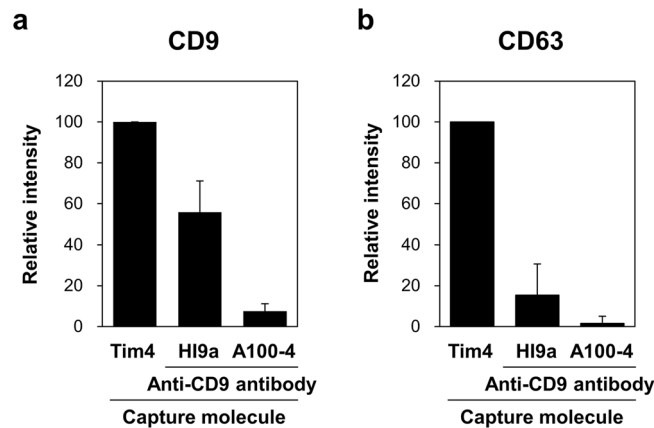 a
CD9
Relative intensity
120
100
80
60
40
20
0
Tim4 HI9a A100-4
Anti-CD9 antibody
Capture molecule
b
CD63
Relative intensity
120
100
80
60
40
20
0
Tim4 HI9a A100-4
Anti-CD9 antibody
Capture molecule